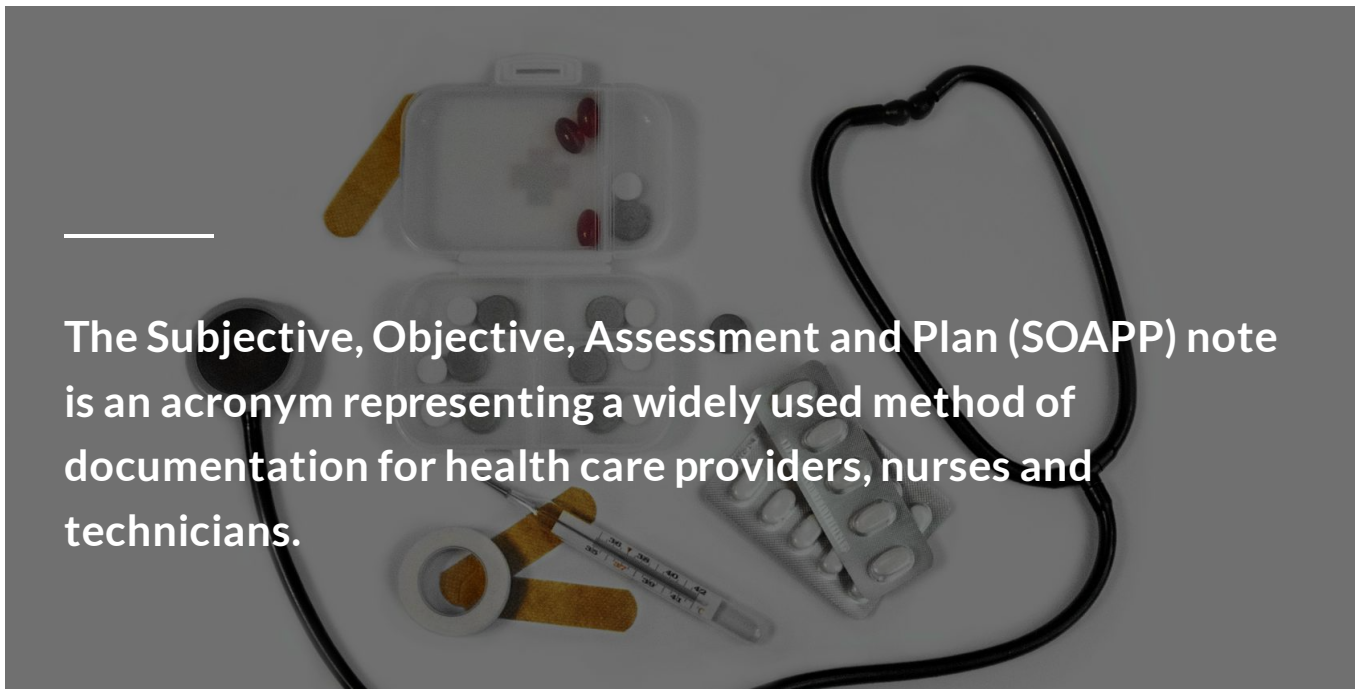 The Subjective, Objective, Assessment and Plan (SOAPP) note
is an acronym representing a widely used method of
documentation for health care providers, nurses and
technicians.